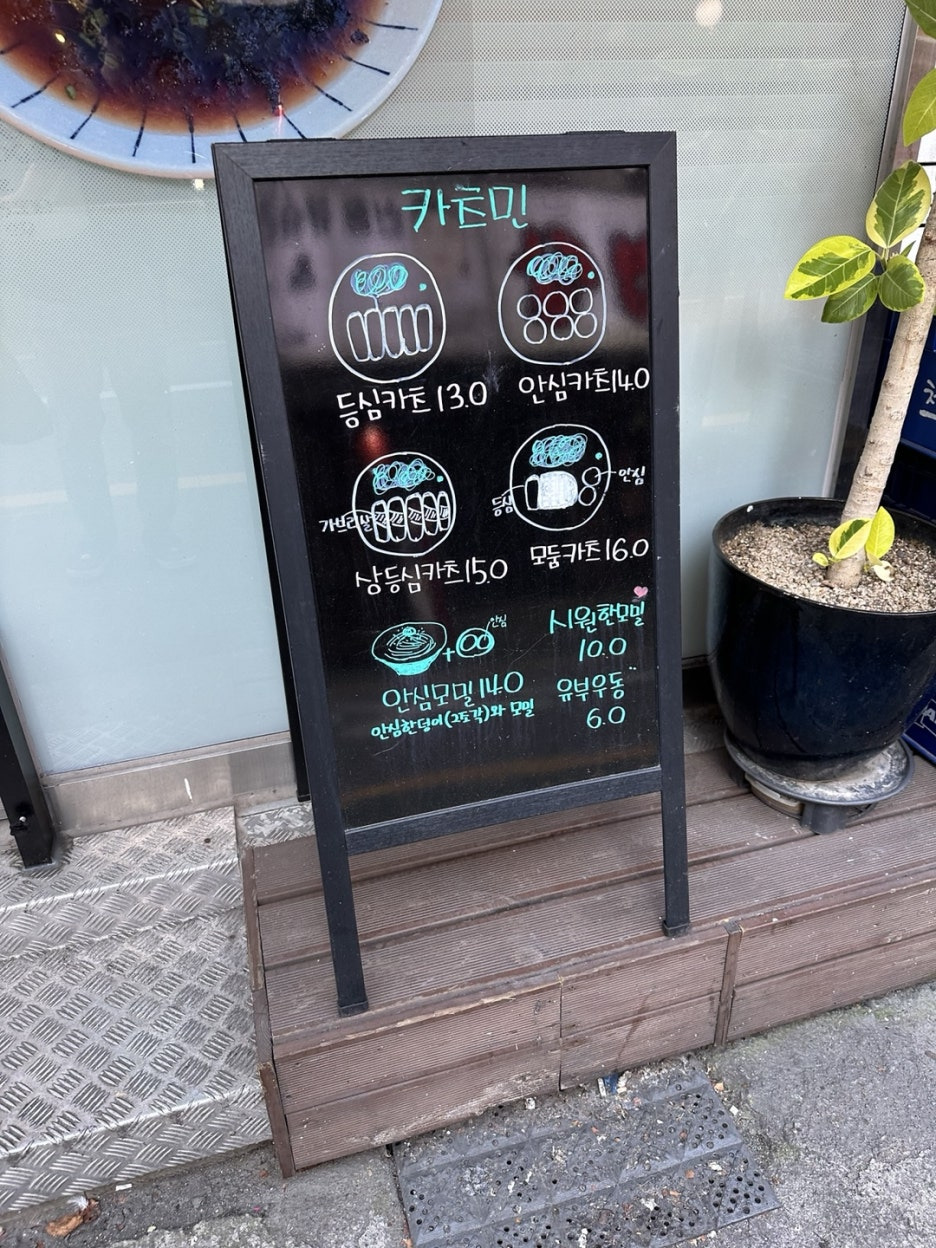 카츠민
등심카츠 13.0
안심카츠 14.0
가브리살
상등심카츠 15.0
등심
안심
모둠카츠 16.0
안심
안심모밀 14.0
안심한덩이(2조각)와 모밀
시원한모밀
10.0
유부우동
6.0